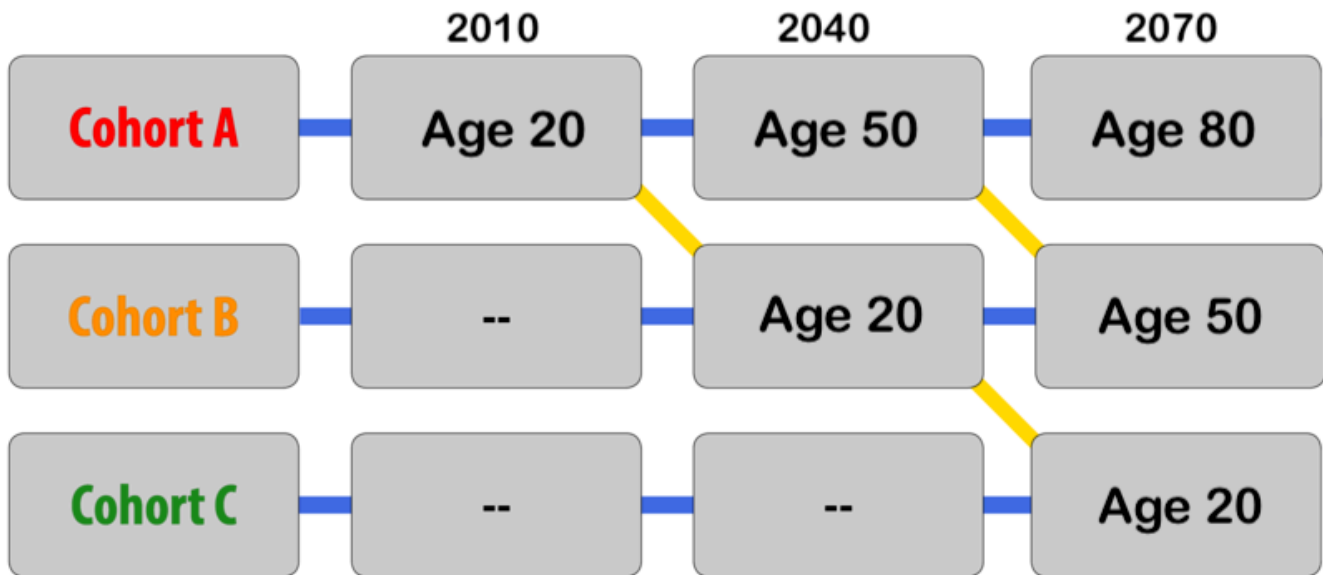 2010 2040 2070
Cohort A Age 20 Age 50 Age 80
Cohort B -- Age 20 Age 50
Cohort C -- -- Age 20